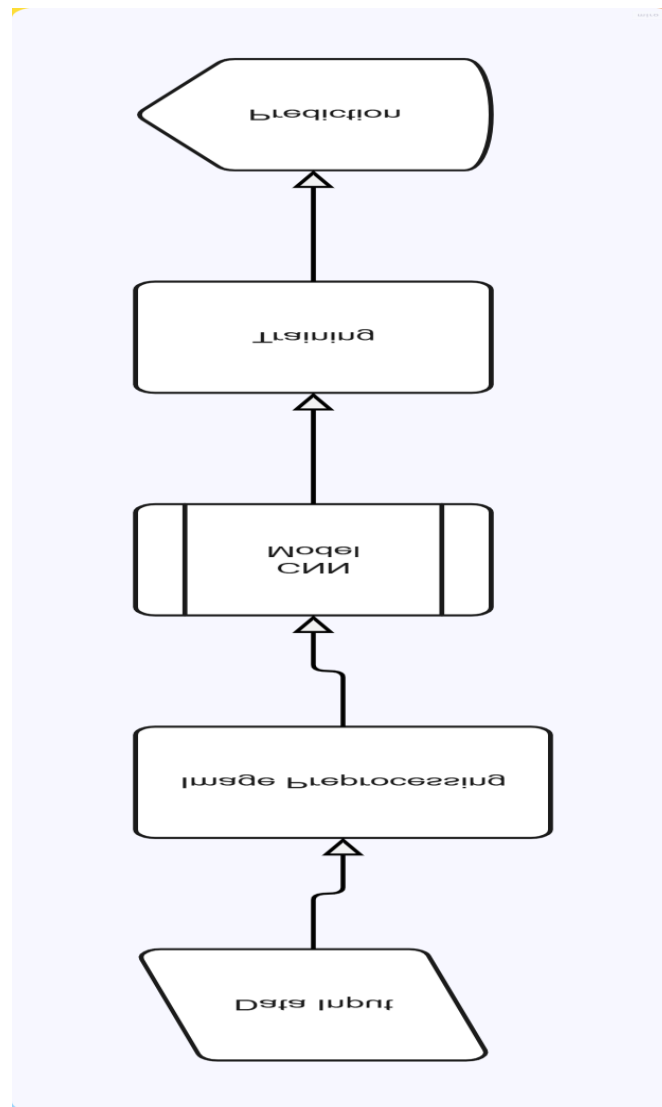 Data Input
Image Preprocessing
CNN
Model
Training
Prediction